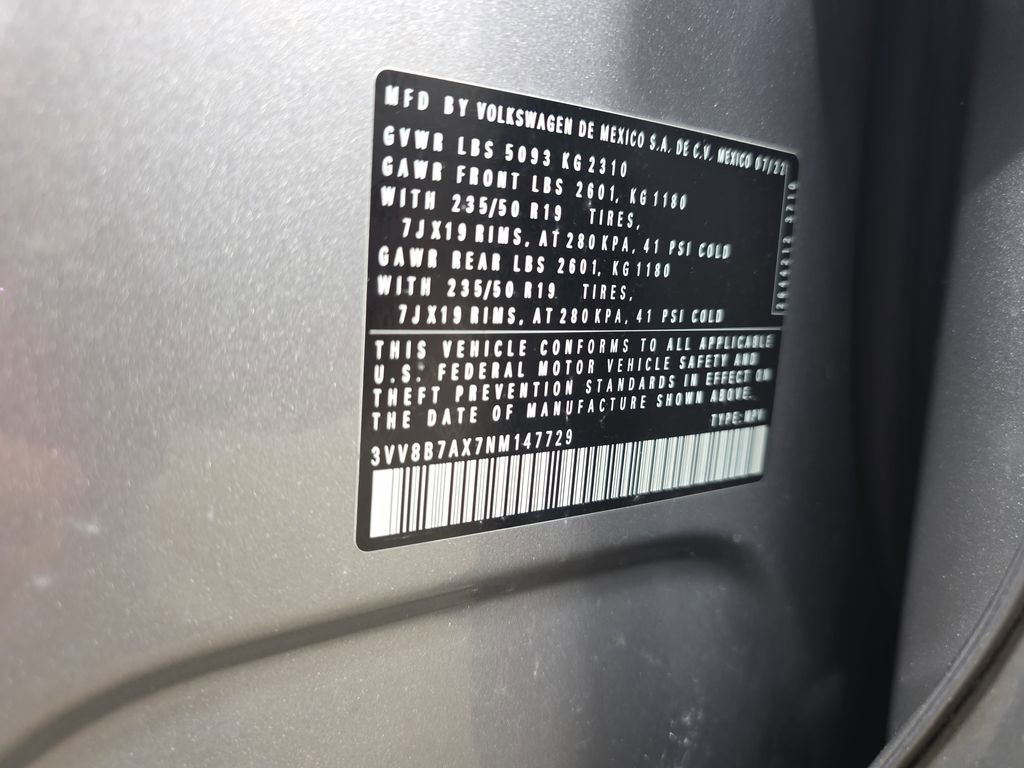 MFD BY VOLKSWAGEN DE MEXICO S.A. DE C.V. MEXICO 07/22
GVWR LBS 5093 KG 2310
GAWR FRONT LBS 2601, KG 1180
WITH 235/50 R19 TIRES,
7JX19 RIMS, AT 280 KPA, 41 PSI COLD
GAWR REAR LBS 2601, KG 1180
WITH 235/50 R19 TIRES,
7JX19 RIMS, AT 280 KPA, 41 PSI COLD
THIS VEHICLE CONFORMS TO ALL APPLICABLE
U.S. FEDERAL MOTOR VEHICLE SAFETY AND
THEFT PREVENTION STANDARDS IN EFFECT ON
THE DATE OF MANUFACTURE SHOWN ABOVE.
TYPE: MPV
3VV8B7AX7NM147729